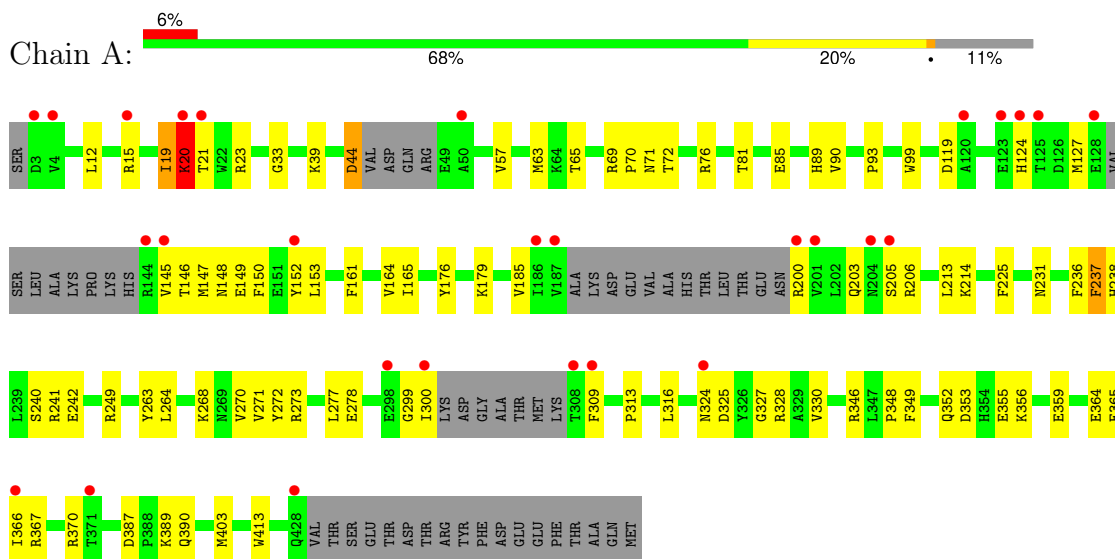 6%
Chain A:
68% 20% • 11%
SER D3 V4 L12 R15 I19 K20 T21 W22 R23 G33 K39 D44 VAL ASP GLN ARG E49 A50 V57 M63 K64 T65 R69 P70 N71 T72 R76 T81 E85 H89 V90 P93 W99 D119 A120 E123 H124 T125 D126 M127 E128 VAL
SER LEU ALA LYS PRO LYS HIS R144 V145 T146 M147 N148 E149 F150 E151 Y152 L153 F161 V164 I165 Y176 K179 V185 I186 V187 ALA LYS ASP GLU VAL ALA HIS THR LEU THR GLU ASN R200 V201 L202 Q203 N204 S205 R206 L213 K214 F225 N231 F236 F237 H238
L239 S240 R241 E242 R249 Y263 L264 K268 N269 V270 V271 Y272 R273 L277 E278 E298 G299 I300 LYS ASP GLY ALA THR MET LYS T308 F309 P313 L316 N324 D325 Y326 G327 R328 A329 V330 R346 L347 P348 F349 Q352 D353 H354 E355 K356 E359 E364 
I366 R367 R370 T371 D387 P388 K389 Q390 M403 W413 Q428 VAL THR SER GLU THR ASP THR ARG TYR PHE ASP GLU GLU PHE THR ALA GLN MET